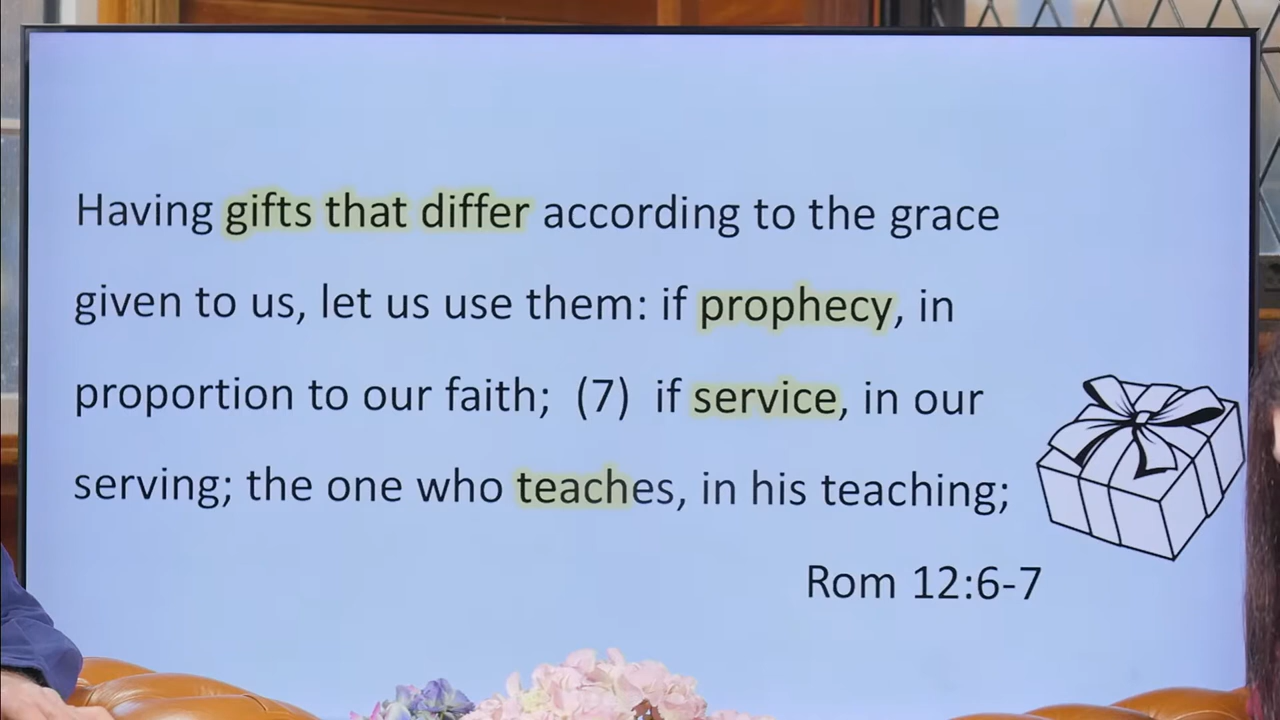 Having gifts that differ according to the grace
given to us, let us use them: if prophecy, in
proportion to our faith; (7) if service, in our
serving; the one who teaches, in his teaching;
Rom 12:6-7